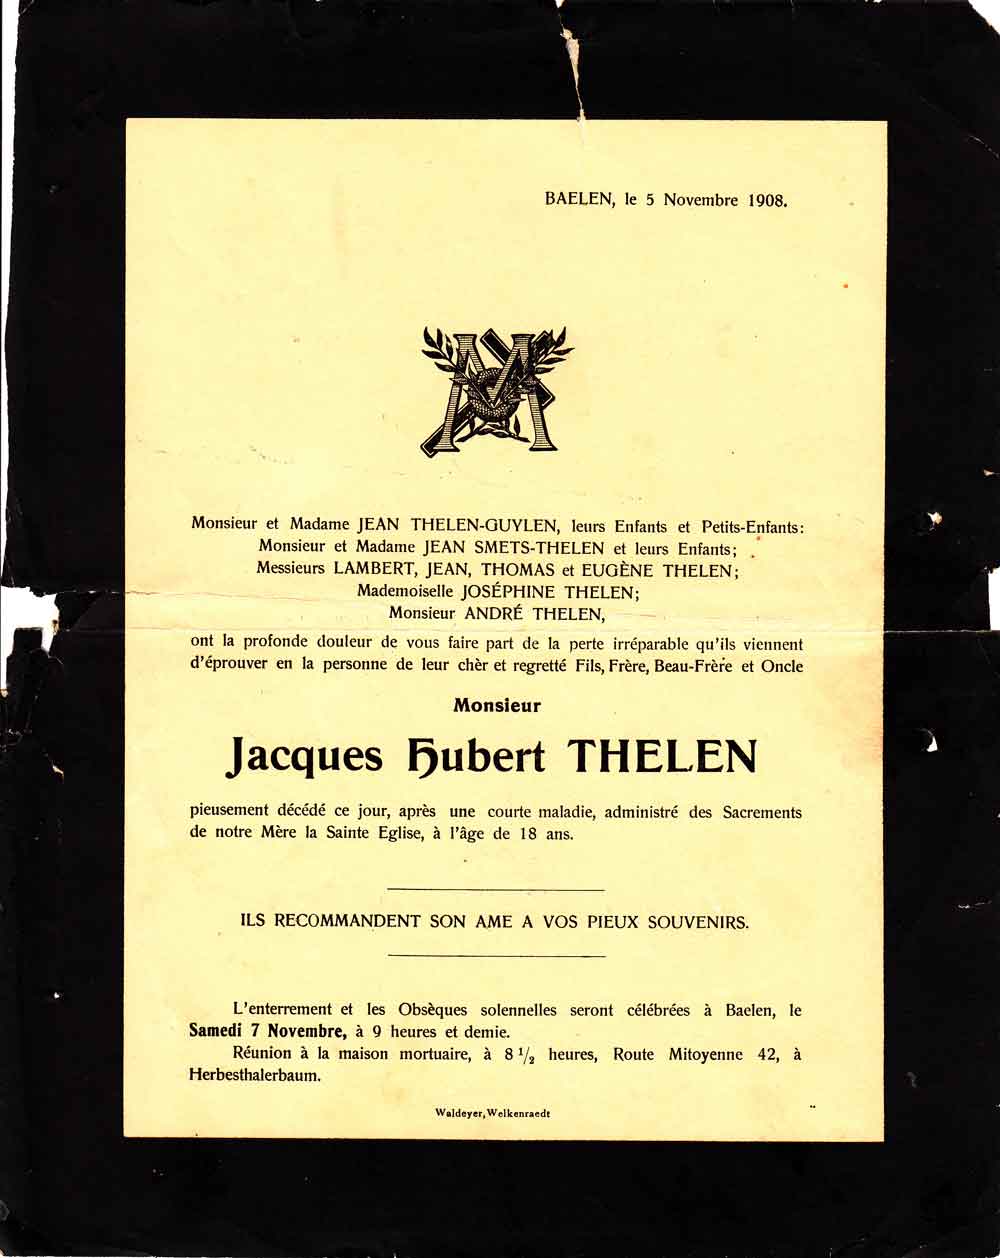 BAELEN, le 5 Novembre 1908.
M
Monsieur et Madame JEAN THELEN-GUYLEN, leurs Enfants et Petits-Enfants:
Monsieur et Madame JEAN SMETS-THELEN et leurs Enfants;
Messieurs LAMBERT, JEAN, THOMAS et EUGÈNE THELEN;
Mademoiselle JOSÉPHINE THELEN;
Monsieur ANDRÉ THELEN,
ont la profonde douleur de vous faire part de la perte irréparable qu'ils viennent
d'éprouver en la personne de leur chèr et regretté Fils, Frère, Beau-Frère et Oncle
Monsieur
Jacques Hubert THELEN
pieusement décédé ce jour, après une courte maladie, administré des Sacrements
de notre Mère la Sainte Eglise, à l'âge de 18 ans.
ILS RECOMMANDENT SON AME A VOS PIEUX SOUVENIRS.
L'enterrement et les Obsèques solennelles seront célébrées à Baelen, le
Samedi 7 Novembre, à 9 heures et demie.
Réunion à la maison mortuaire, à 8 1/2 heures, Route Mitoyenne 42, à
Herbesthalerbaum.
Waldeyer, Welkenraedt